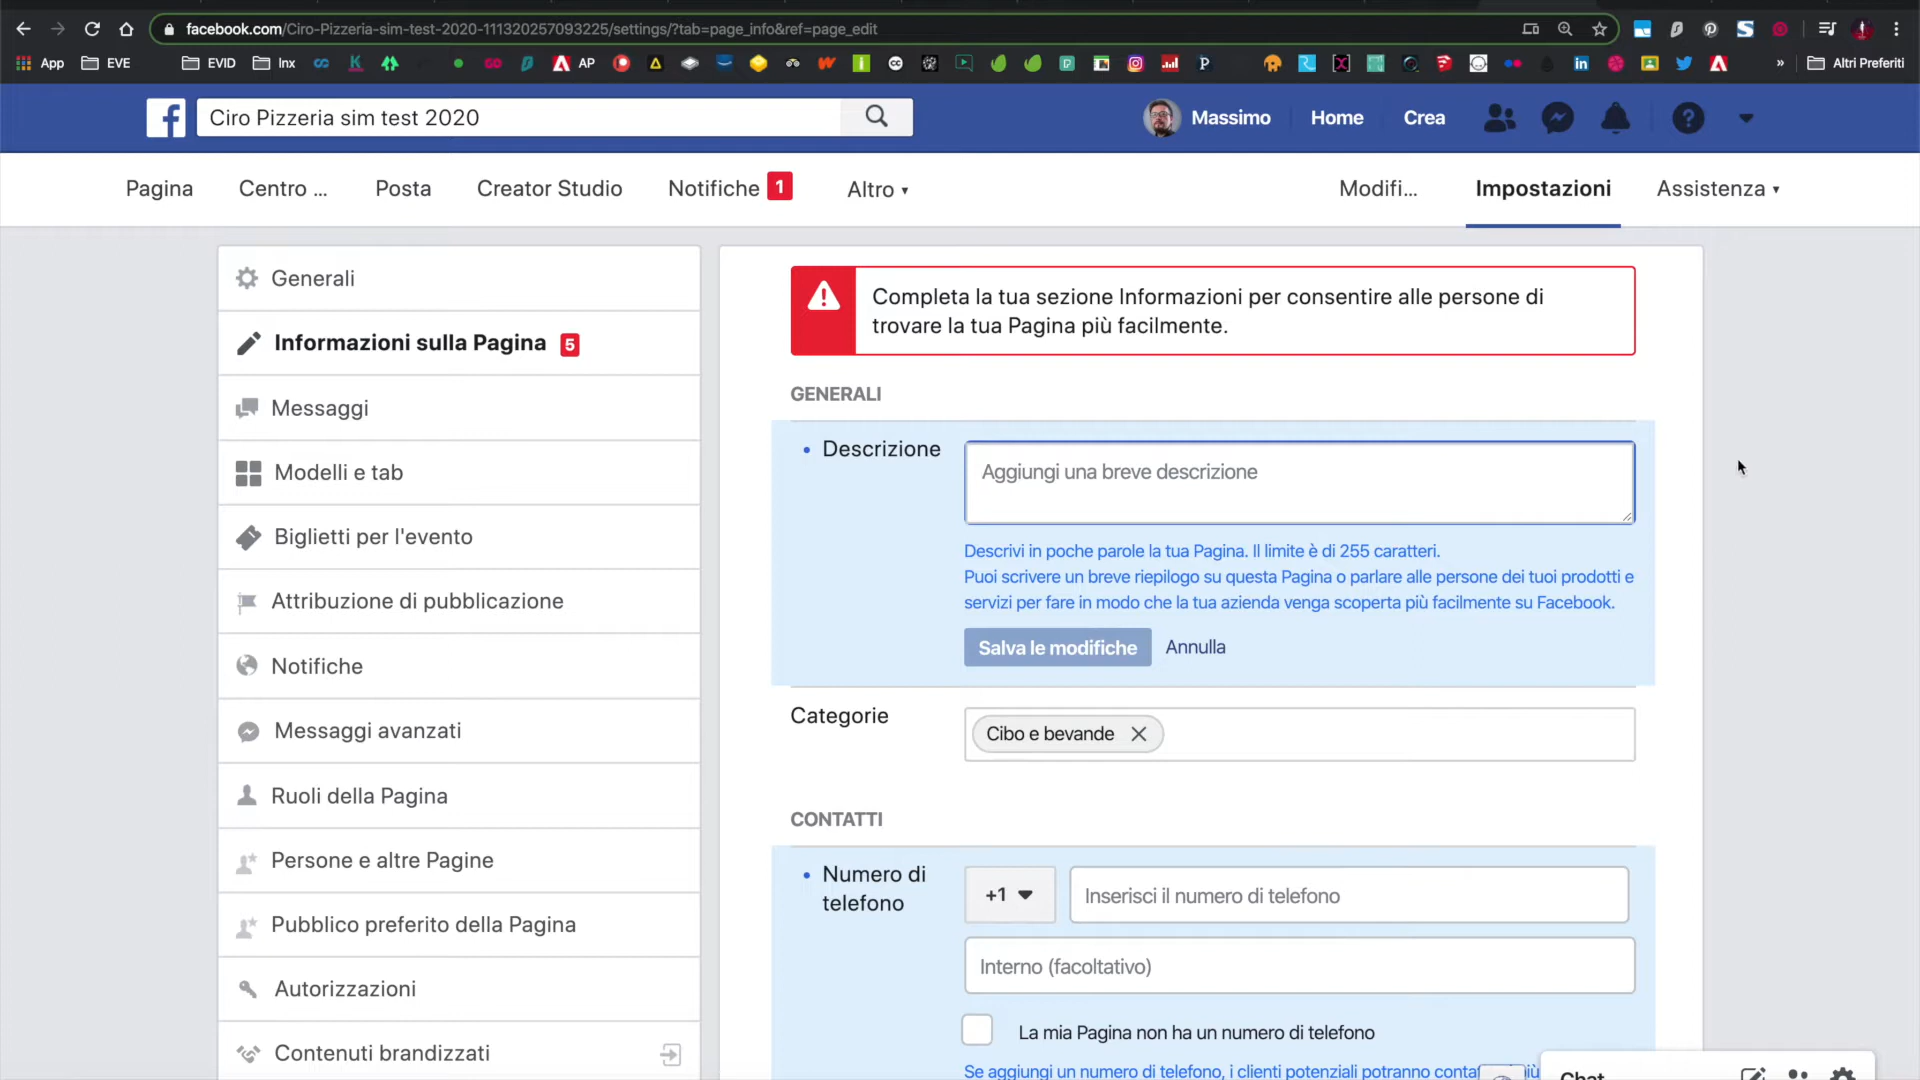 facebook.com/Ciro-Pizzeria-sim-test-2020-111320257093225/settings/?tab=page_info&ref=page_edit
App EVE EVID Inx AP Altri Preferiti
Ciro Pizzeria sim test 2020
Massimo Home Crea
Pagina Centro ... Posta Creator Studio Notifiche 1 Altro Modifi... Impostazioni Assistenza
Generali
Informazioni sulla Pagina 5
Messaggi
Modelli e tab
Biglietti per l'evento
Attribuzione di pubblicazione
Notifiche
Messaggi avanzati
Ruoli della Pagina
Persone e altre Pagine
Pubblico preferito della Pagina
Autorizzazioni
Contenuti brandizzati
Completa la tua sezione Informazioni per consentire alle persone di
trovare la tua Pagina più facilmente.
GENERALI
• Descrizione
Aggiungi una breve descrizione
Descrivi in poche parole la tua Pagina. Il limite è di 255 caratteri.
Puoi scrivere un breve riepilogo su questa Pagina o parlare alle persone dei tuoi prodotti e
servizi per fare in modo che la tua azienda venga scoperta più facilmente su Facebook.
Salva le modifiche Annulla
Categorie
Cibo e bevande
CONTATTI
• Numero di
telefono
+1
Inserisci il numero di telefono
Interno (facoltativo)
La mia Pagina non ha un numero di telefono
Se aggiungi un numero di telefono, i clienti potenziali potranno
Chat